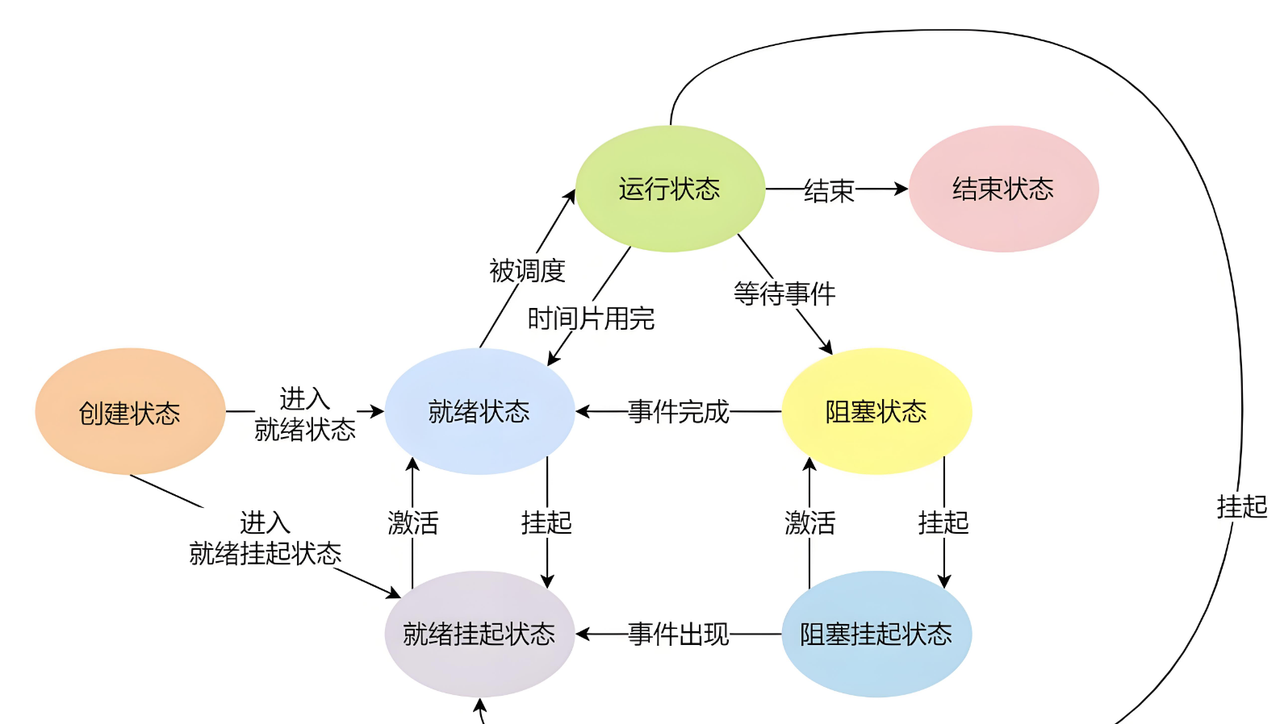 运行状态
结束
结束状态
被调度
等待事件
时间片用完
创建状态
进入
就绪状态
就绪状态
事件完成
阻塞状态
进入
就绪挂起状态
激活
挂起
激活
挂起
挂起
就绪挂起状态
事件出现
阻塞挂起状态